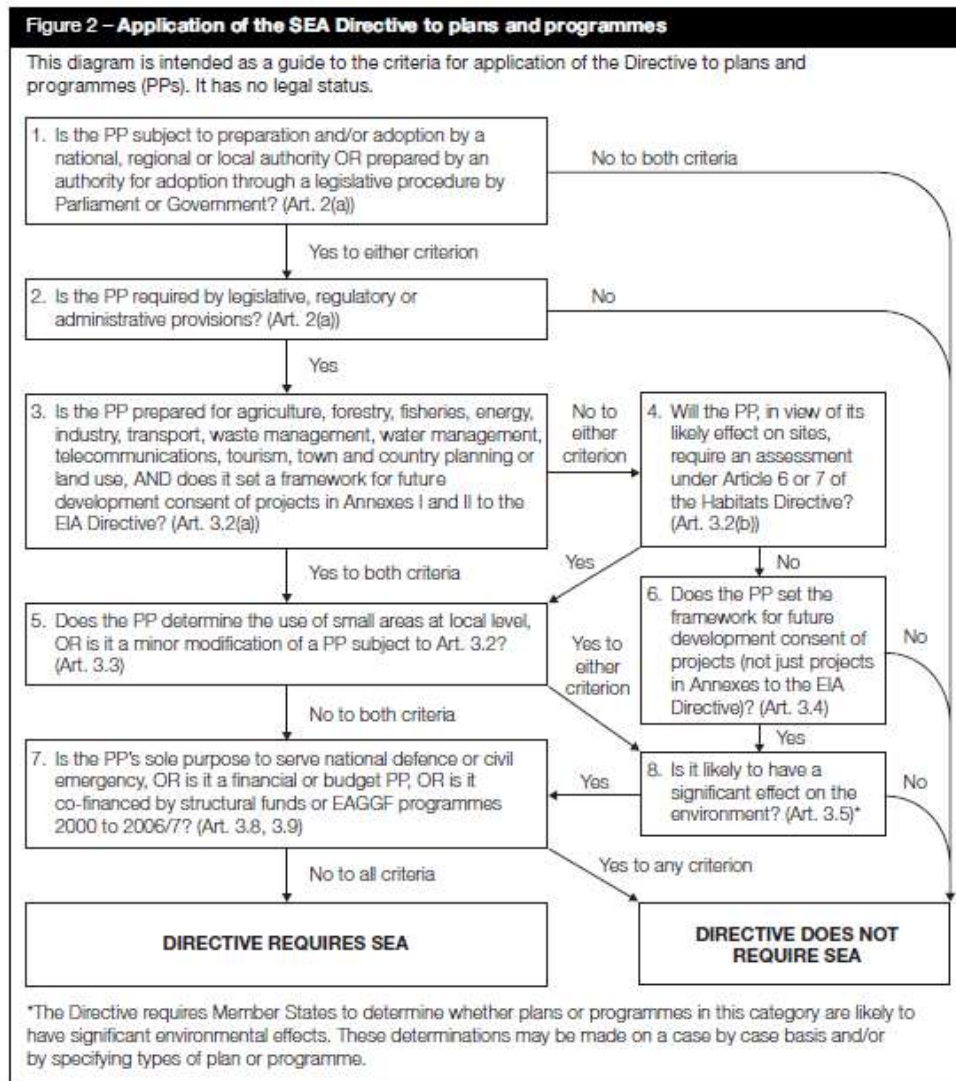 Figure 2 – Application of the SEA Directive to plans and programmes
This diagram is intended as a guide to the criteria for application of the Directive to plans and
programmes (PPs). It has no legal status.
1. Is the PP subject to preparation and/or adoption by a
national, regional or local authority OR prepared by an
authority for adoption through a legislative procedure by
Parliament or Government? (Art. 2(a))
No to both criteria
Yes to either criterion
2. Is the PP required by legislative, regulatory or
administrative provisions? (Art. 2(a))
No
Yes
3. Is the PP prepared for agriculture, forestry, fisheries, energy,
industry, transport, waste management, water management,
telecommunications, tourism, town and country planning or
land use, AND does it set a framework for future
development consent of projects in Annexes I and II to the
EIA Directive? (Art. 3.2(a))
No to
either
criterion
4. Will the PP, in view of its
likely effect on sites,
require an assessment
under Article 6 or 7 of
the Habitats Directive?
(Art. 3.2(b))
Yes to both criteria
Yes
No
5. Does the PP determine the use of small areas at local level,
OR is it a minor modification of a PP subject to Art. 3.2?
(Art. 3.3)
Yes to
either
criterion
6. Does the PP set the
framework for future
development consent of
projects (not just projects
in Annexes to the EIA
Directive)? (Art. 3.4)
No
No to both criteria
Yes
7. Is the PP's sole purpose to serve national defence or civil
emergency, OR is it a financial or budget PP, OR is it
co-financed by structural funds or EAGGF programmes
2000 to 2006/7? (Art. 3.8, 3.9)
Yes
8. Is it likely to have a
significant effect on the
environment? (Art. 3.5)*
No
No to all criteria
Yes to any criterion
DIRECTIVE REQUIRES SEA
DIRECTIVE DOES NOT
REQUIRE SEA
*The Directive requires Member States to determine whether plans or programmes in this category are likely to
have significant environmental effects. These determinations may be made on a case by case basis and/or
by specifying types of plan or programme.